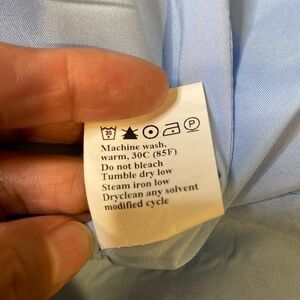 30
P
Machine wash,
warm, 30C (85F)
Do not bleach
Tumble dry low
Steam iron low
Dryclean any solvent
modified cycle